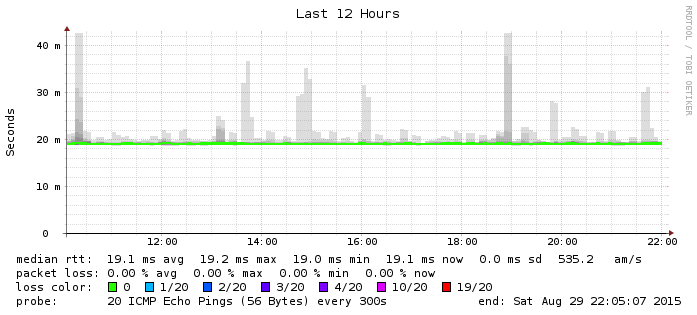 Last 12 Hours
RRDTOOL / TOBI OETIKER
Seconds
40 m
30 m
20 m
10 m
0
12:00 14:00 16:00 18:00 20:00 22:00
median rtt: 19.1 ms avg 19.2 ms max 19.0 ms min 19.1 ms now 0.0 ms sd 535.2 am/s
packet loss: 0.00 % avg 0.00 % max 0.00 % min 0.00 % now
loss color: 0 1/20 2/20 3/20 4/20 10/20 19/20
probe: 20 ICMP Echo Pings (56 Bytes) every 300s end: Sat Aug 29 22:05:07 2015